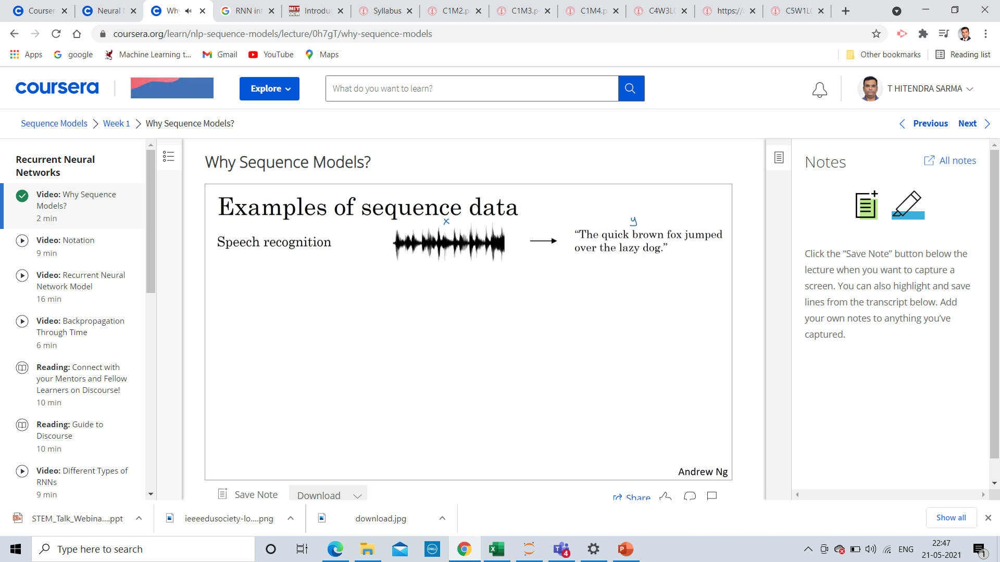 Courser
Neural
Why
RNN int
Introduc
Syllabus
C1M2.p
C1M3.p
C1M4.p
C4W3L
https://
C5W1L
coursera.org/learn/nlp-sequence-models/lecture/0h7gT/why-sequence-models
Apps
google
Machine Learning t...
Gmail
YouTube
Maps
Other bookmarks
Reading list
coursera
Explore
What do you want to learn?
T HITENDRA SARMA
Sequence Models
Week 1
Why Sequence Models?
Previous
Next
Recurrent Neural
Networks
Video: Why Sequence
Models?
2 min
Video: Notation
9 min
Video: Recurrent Neural
Network Model
16 min
Video: Backpropagation
Through Time
6 min
Reading: Connect with
your Mentors and Fellow
Learners on Discourse!
10 min
Reading: Guide to
Discourse
10 min
Video: Different Types of
RNNs
9 min
Why Sequence Models?
Examples of sequence data
x
y
Speech recognition
“The quick brown fox jumped
over the lazy dog.”
Andrew Ng
Save Note
Download
Share
Notes
All notes
Click the “Save Note” button below the
lecture when you want to capture a
screen. You can also highlight and save
lines from the transcript below. Add
your own notes to anything you’ve
captured.
STEM_Talk_Webina....ppt
ieeeedusociety-lo....png
download.jpg
Show all
Type here to search
DELL
4
ENG
22:47
21-05-2021
1